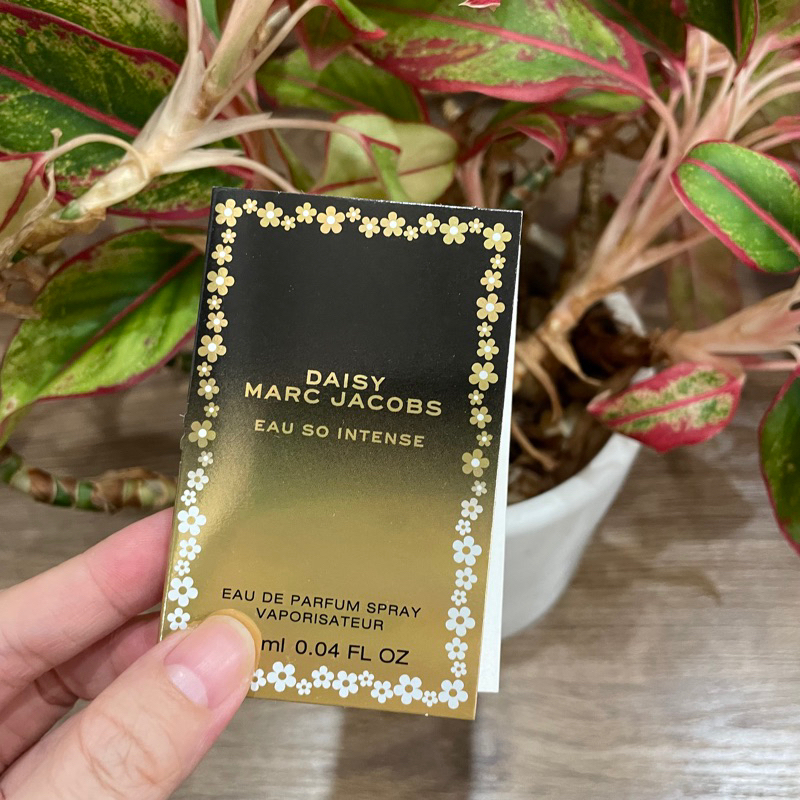 DAISY
MARC JACOBS
EAU SO INTENSE
EAU DE PARFUM SPRAY
VAPORISATEUR
ml 0.04 FL OZ